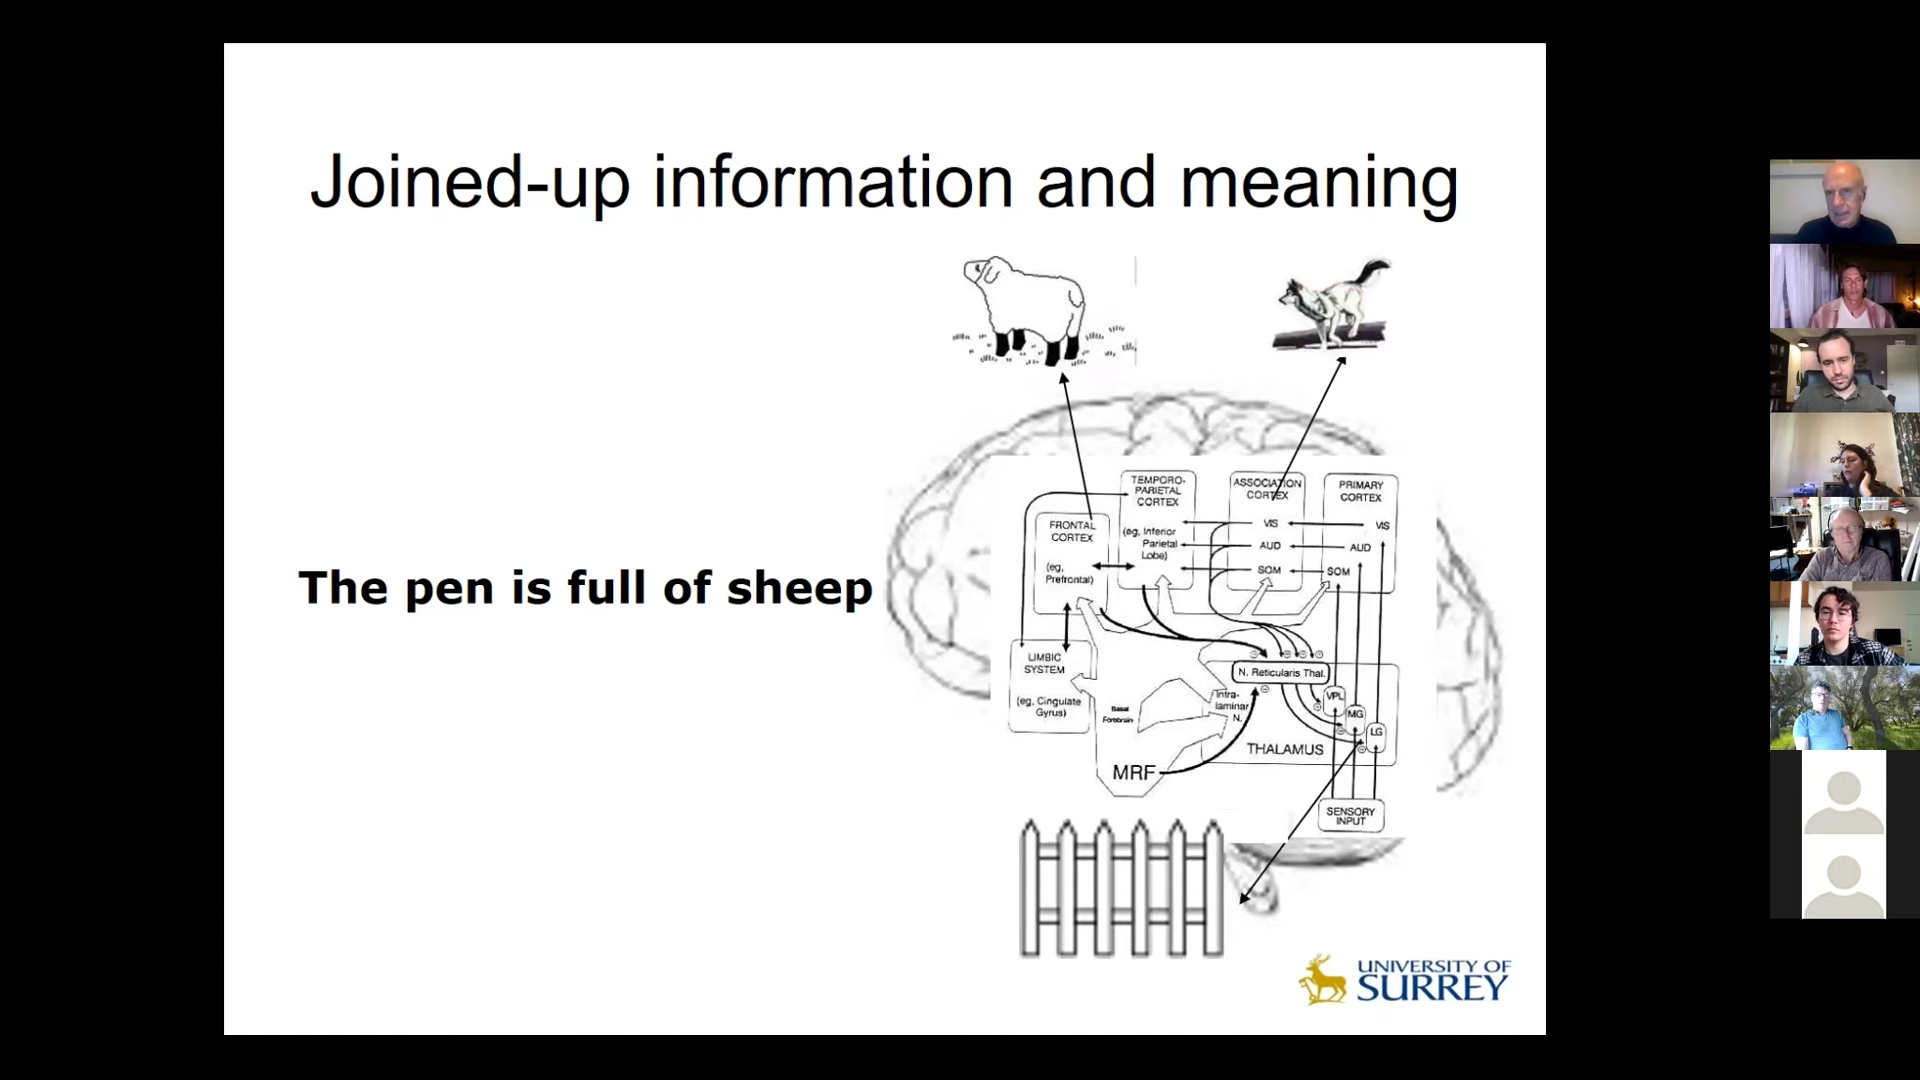 Joined-up information and meaning
The pen is full of sheep
TEMPORO-
PARIETAL
CORTEX
(eg, Inferior
Parietal
Lobe)
ASSOCIATION
CORTEX
VIS
AUD
SOM
PRIMARY
CORTEX
VIS
AUD
SOM
FRONTAL
CORTEX
(eg,
Prefrontal)
LIMBIC
SYSTEM
(eg, Cingulate
Gyrus)
Basal
Forebrain
N. Reticularis Thal.
Intra-
laminar
N.
VPL
MG
LG
THALAMUS
MRF
SENSORY
INPUT
UNIVERSITY OF
SURREY